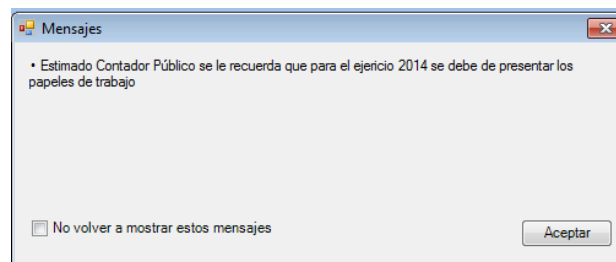 Mensajes
• Estimado Contador Público se le recuerda que para el ejericio 2014 se debe de presentar los
papeles de trabajo
No volver a mostrar estos mensajes
Aceptar